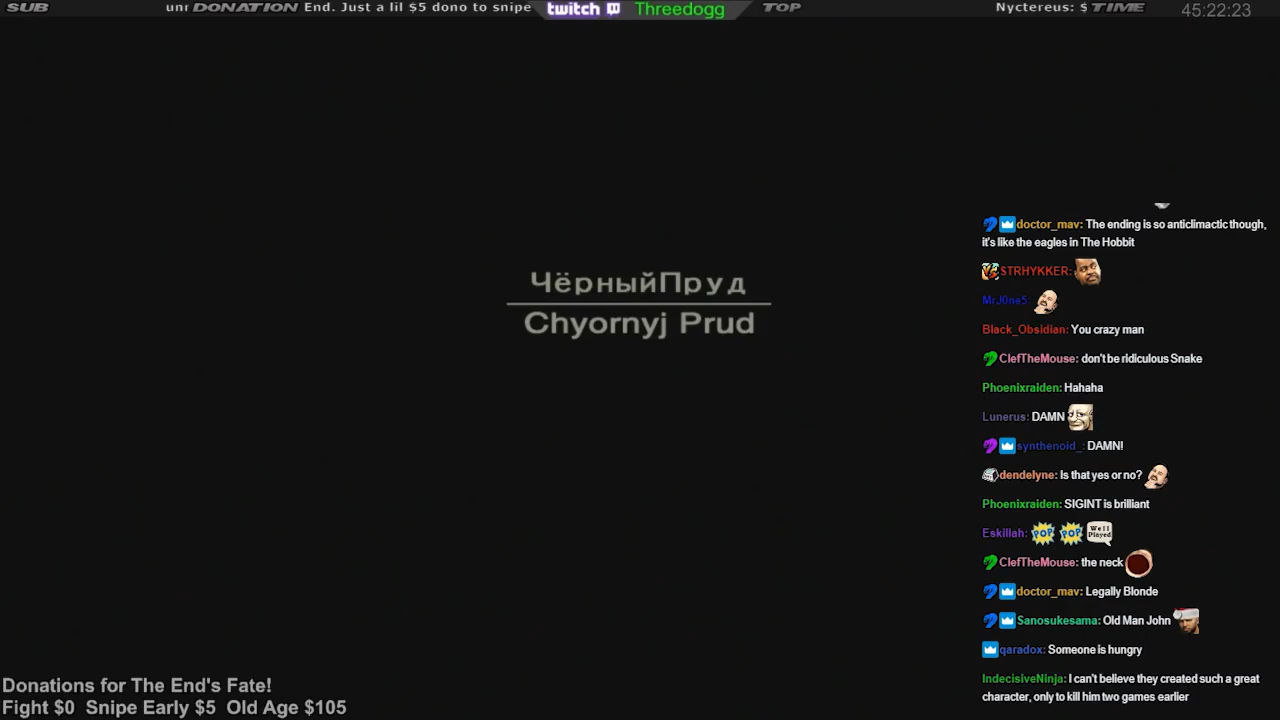 SUB
unr DONATION End. Just a lil $5 dono to snipe
twitch Threedogg
TOP
Nyctereus: $ TIME
45:22:23
ЧёрныйПруд
Chyornyj Prud
doctor_mav: The ending is so anticlimactic though,
it's like the eagles in The Hobbit
STRHYKKER:
MrJ0ne5:
Black_Obsidian: You crazy man
ClefTheMouse: don't be ridiculous Snake
Phoenixraiden: Hahaha
Lunerus: DAMN
synthenoid_: DAMN!
dendelyne: Is that yes or no?
Phoenixraiden: SIGINT is brilliant
Eskiliah: POP POP Well Played
ClefTheMouse: the neck
doctor_mav: Legally Blonde
Sanosukesama: Old Man John
qaradox: Someone is hungry
IndecisiveNinja: I can't believe they created such a great
character, only to kill him two games earlier
Donations for The End's Fate!
Fight $0 Snipe Early $5 Old Age $105